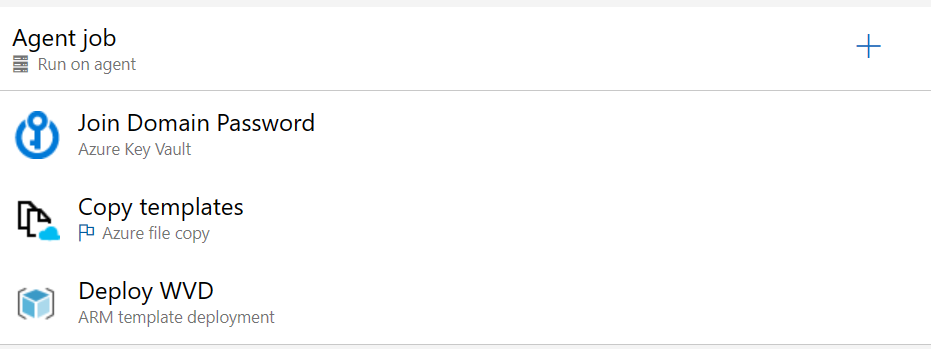 Agent job
Run on agent
Join Domain Password
Azure Key Vault
Copy templates
Azure file copy
Deploy WVD
ARM template deployment